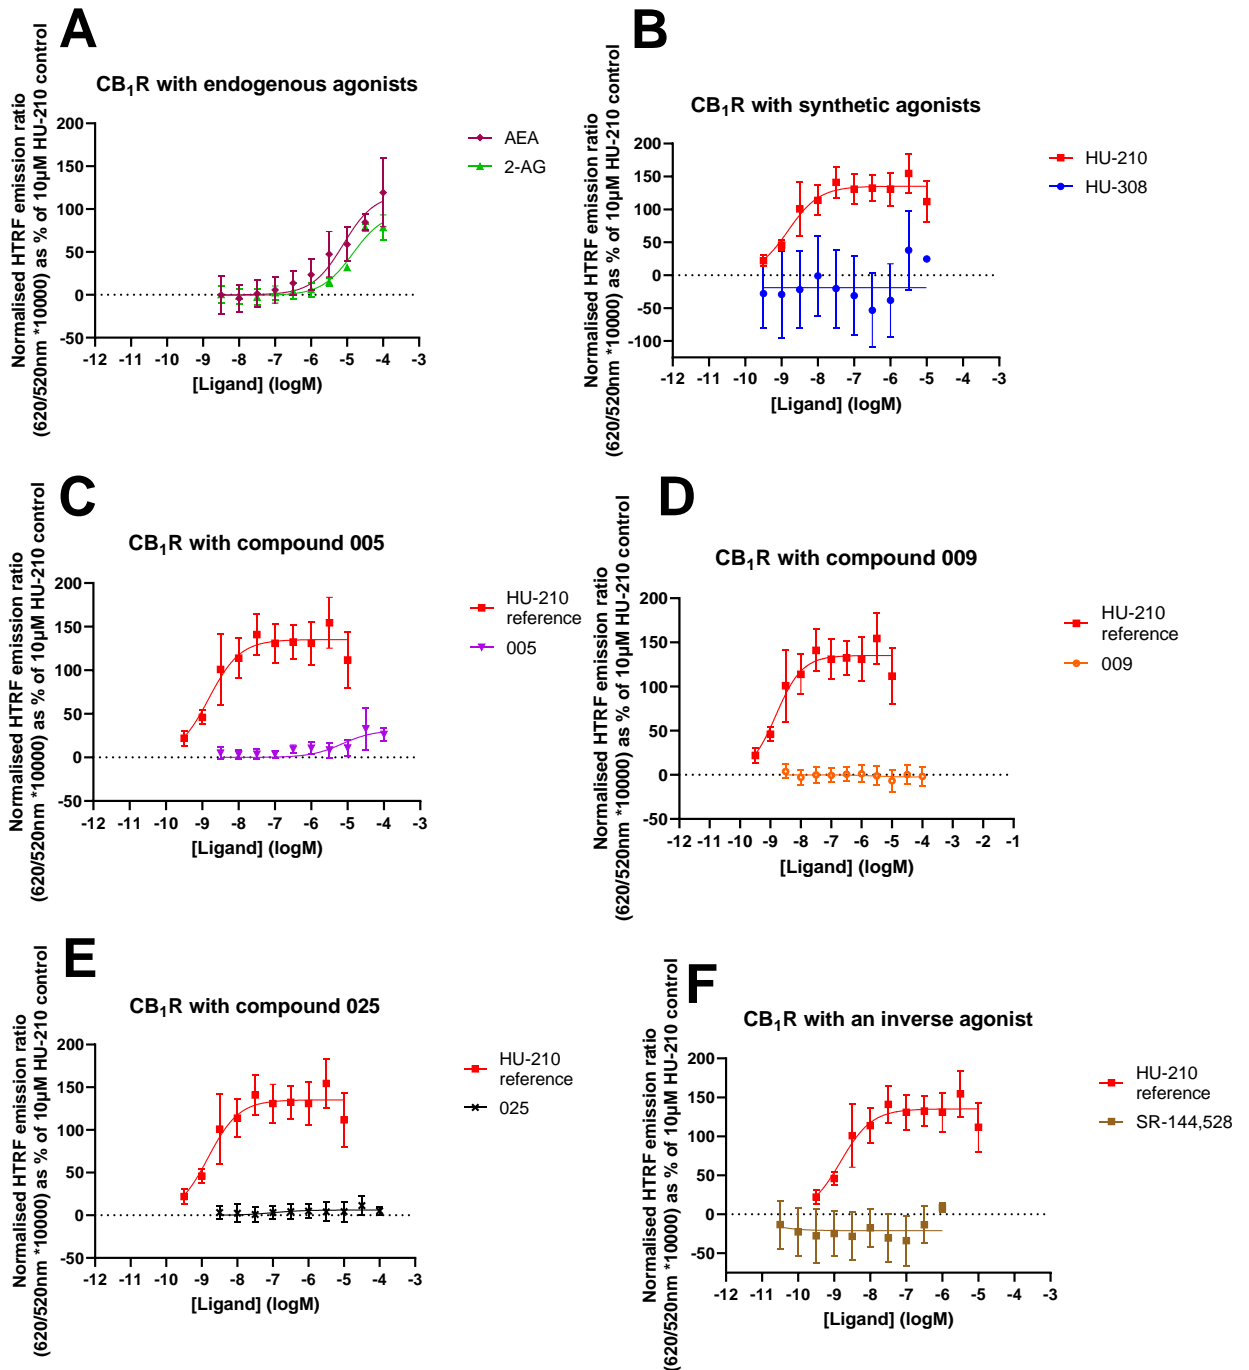 A
CB₁R with endogenous agonists
Normalised HTRF emission ratio
(620/520nm *10000) as % of 10µM HU-210 control
200
150
100
50
0
-50
-12 -11 -10 -9 -8 -7 -6 -5 -4 -3
[Ligand] (logM)
AEA
2-AG
B
CB₁R with synthetic agonists
Normalised HTRF emission ratio
(620/520nm *10000) as % of 10µM HU-210 control
200
150
100
50
0
-50
-100
-12 -11 -10 -9 -8 -7 -6 -5 -4 -3
[Ligand] (logM)
HU-210
HU-308
C
CB₁R with compound 005
Normalised HTRF emission ratio
(620/520nm *10000) as % of 10µM HU-210 control
200
150
100
50
0
-50
-12 -11 -10 -9 -8 -7 -6 -5 -4 -3
[Ligand] (logM)
HU-210
reference
005
D
CB₁R with compound 009
Normalised HTRF emission ratio
(620/520nm *10000) as % of 10µM HU-210 control
200
150
100
50
0
-50
-12 -11 -10 -9 -8 -7 -6 -5 -4 -3 -2 -1
[Ligand] (logM)
HU-210
reference
009
E
CB₁R with compound 025
Normalised HTRF emission ratio
(620/520nm *10000) as % of 10µM HU-210 control
200
150
100
50
0
-50
-12 -11 -10 -9 -8 -7 -6 -5 -4 -3
[Ligand] (logM)
HU-210
reference
025
F
CB₁R with an inverse agonist
Normalised HTRF emission ratio
(620/520nm *10000) as % of 10µM HU-210 control
200
150
100
50
0
-50
-12 -11 -10 -9 -8 -7 -6 -5 -4 -3
[Ligand] (logM)
HU-210
reference
SR-144,528